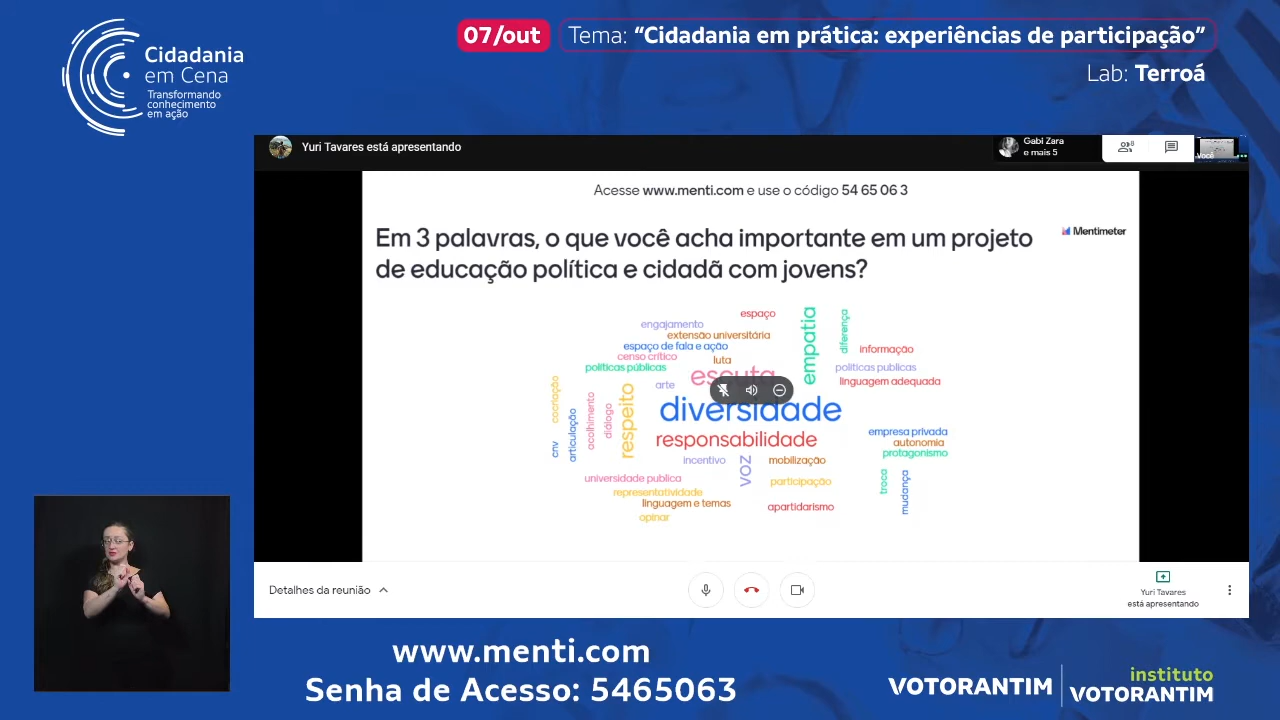 Cidadania
em Cena
Transformando
conhecimento
em ação
07/out
Tema: “Cidadania em prática: experiências de participação”
Lab: Terroá
Yuri Tavares está apresentando
Gabi Zara
e mais 5
8
Você
Acesse www.menti.com e use o código 54 65 06 3
Em 3 palavras, o que você acha importante em um projeto
de educação política e cidadã com jovens?
Mentimeter
espaço
engajamento
extensão universitária
espaço de fala e ação
censo crítico
luta
políticas públicas
escuta
arte
empatia
diferença
informação
politicas publicas
linguagem adequada
cocriação
cnv
articulação
acolhimento
diálogo
respeito
diversidade
responsabilidade
empresa privada
autonomia
protagonismo
incentivo
voz
mobilização
universidade publica
participação
representatividade
linguagem e temas
apartidarismo
opinar
troca
mudança
Detalhes da reunião
Yuri Tavares
está apresentando
www.menti.com
Senha de Acesso: 5465063
VOTORANTIM
instituto
VOTORANTIM